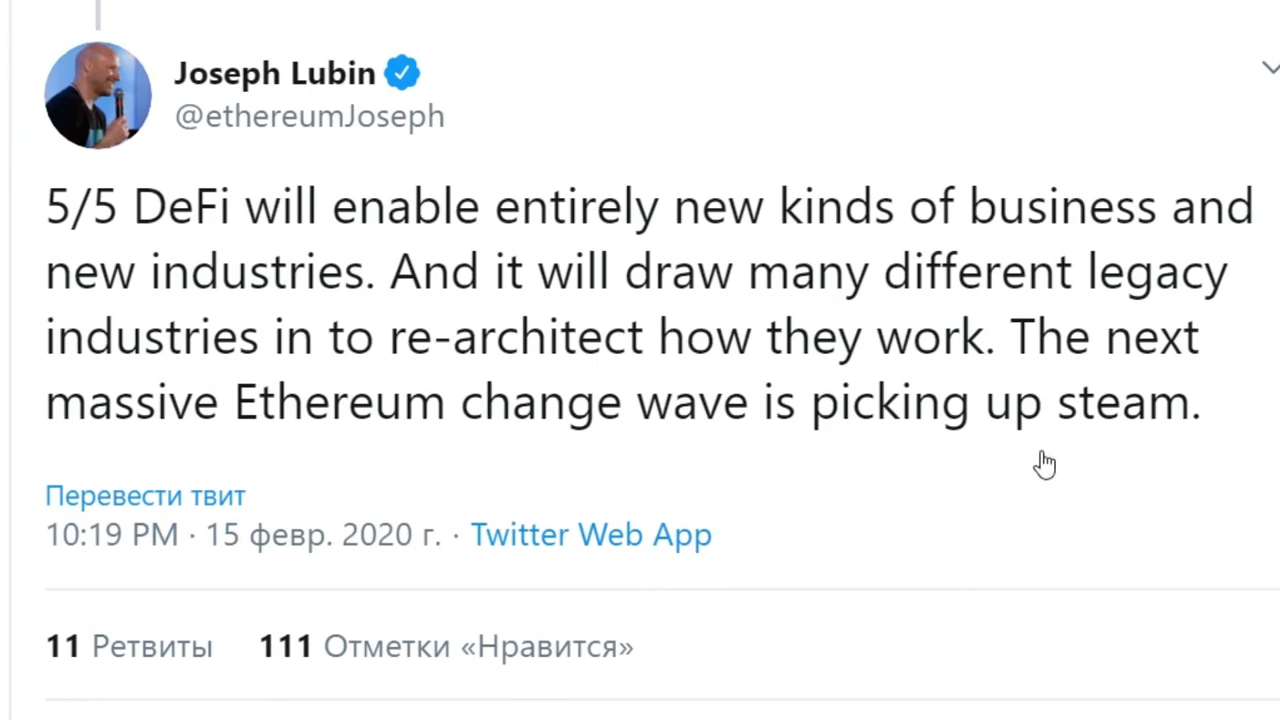 Joseph Lubin
@ethereumJoseph
5/5 DeFi will enable entirely new kinds of business and
new industries. And it will draw many different legacy
industries in to re-architect how they work. The next
massive Ethereum change wave is picking up steam.
Перевести твит
10:19 PM · 15 февр. 2020 г. · Twitter Web App
11 Ретвиты 111 Отметки «Нравится»